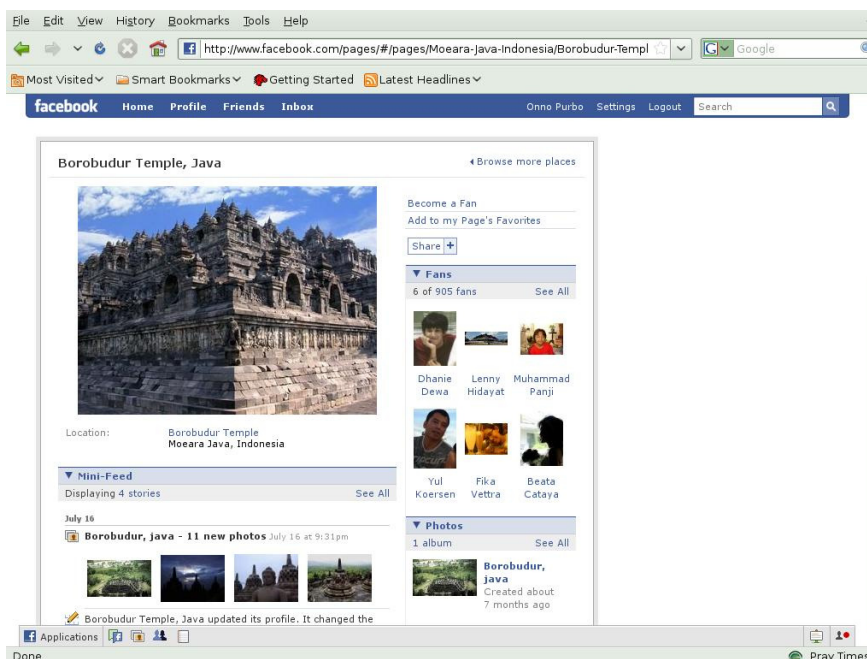 File Edit View History Bookmarks Tools Help
http://www.facebook.com/pages/#/pages/Moeara-Java-Indonesia/Borobudur-Templ
Google
Most Visited Smart Bookmarks Getting Started Latest Headlines
facebook Home Profile Friends Inbox Onno Purbo Settings Logout Search
Borobudur Temple, Java Browse more places
Become a Fan
Add to my Page's Favorites
Share +
Fans
6 of 905 fans See All
Dhanie Dewa
Lenny Hidayat
Muhammad Panji
Yul Koersen
Fika Vettra
Beata Cataya
Location: Borobudur Temple
Moeara Java, Indonesia
Mini-Feed
Displaying 4 stories See All
July 16
Borobudur, java - 11 new photos July 16 at 9:31pm
Borobudur Temple, Java updated its profile. It changed the
Photos
1 album See All
Borobudur,
java
Created about
7 months ago
Applications
Done Pray Times